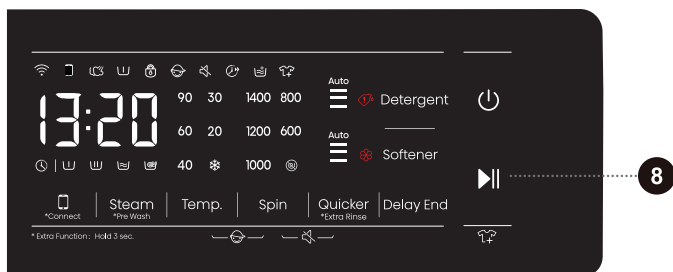 13:20
90 30 1400 800
60 20 1200 600
40 1000
Auto
Detergent
Auto
Softener
*Connect
Steam
*Pre Wash
Temp.
Spin
Quicker
*Extra Rinse
Delay End
* Extra Function: Hold 3 sec.
8